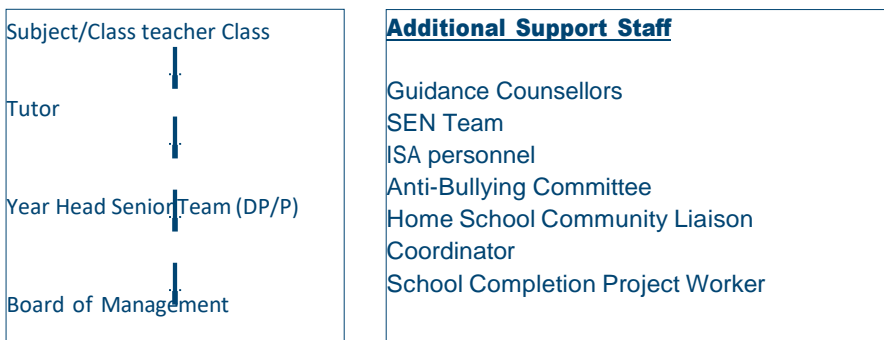 Subject/Class teacher Class
Tutor
Year Head Senior Team (DP/P)
Board of Management
Additional Support Staff
Guidance Counsellors
SEN Team
ISA personnel
Anti-Bullying Committee
Home School Community Liaison
Coordinator
School Completion Project Worker